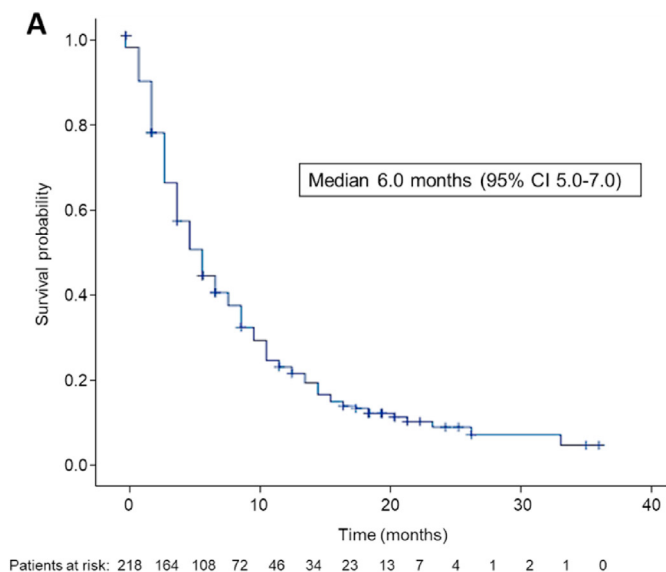 A
1.0
0.8
0.6
0.4
0.2
0.0
Survival probability
Median 6.0 months (95% CI 5.0-7.0)
0 10 20 30 40
Time (months)
Patients at risk: 218 164 108 72 46 34 23 13 7 4 1 2 1 0